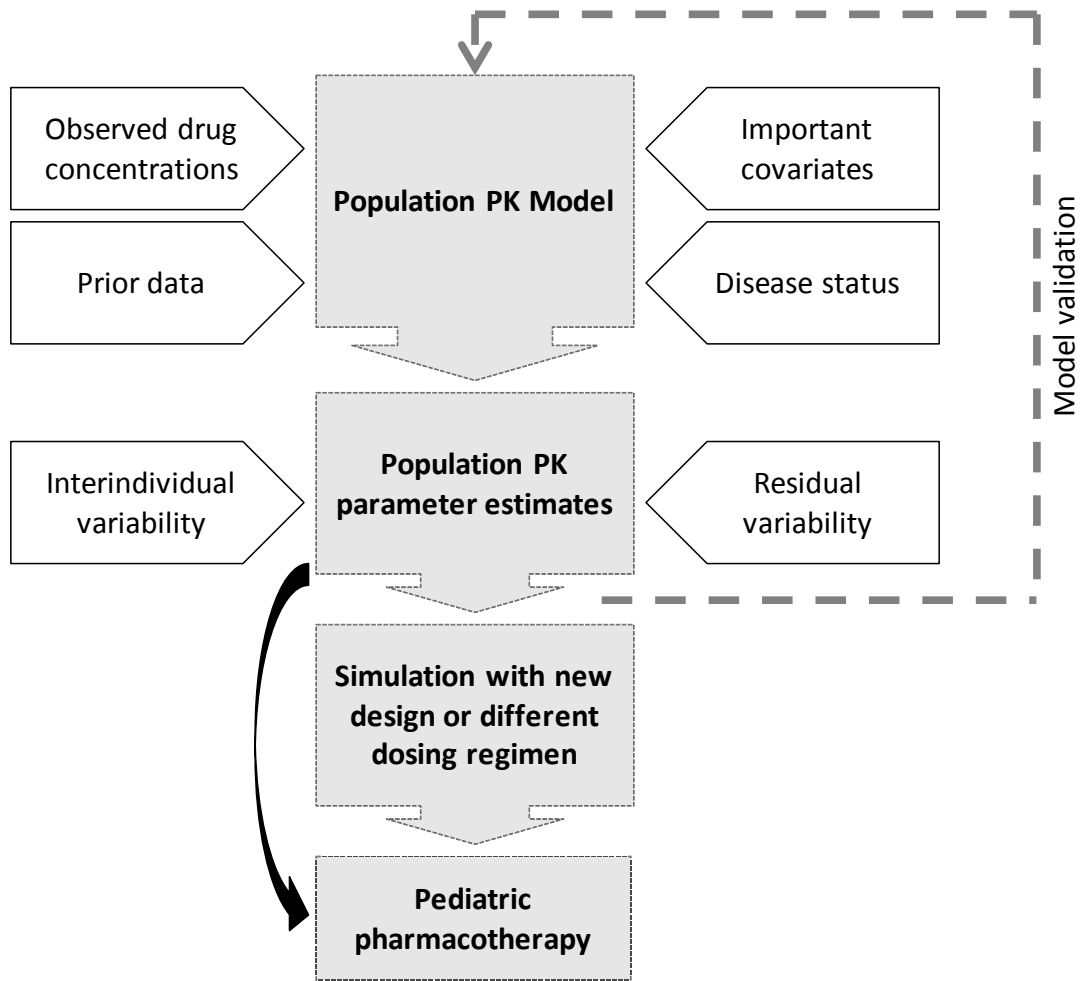 Observed drug
concentrations
Important
covariates
Population PK Model
Prior data
Disease status
Model validation
Population PK
parameter estimates
Interindividual
variability
Residual
variability
Simulation with new
design or different
dosing regimen
Pediatric
pharmacotherapy